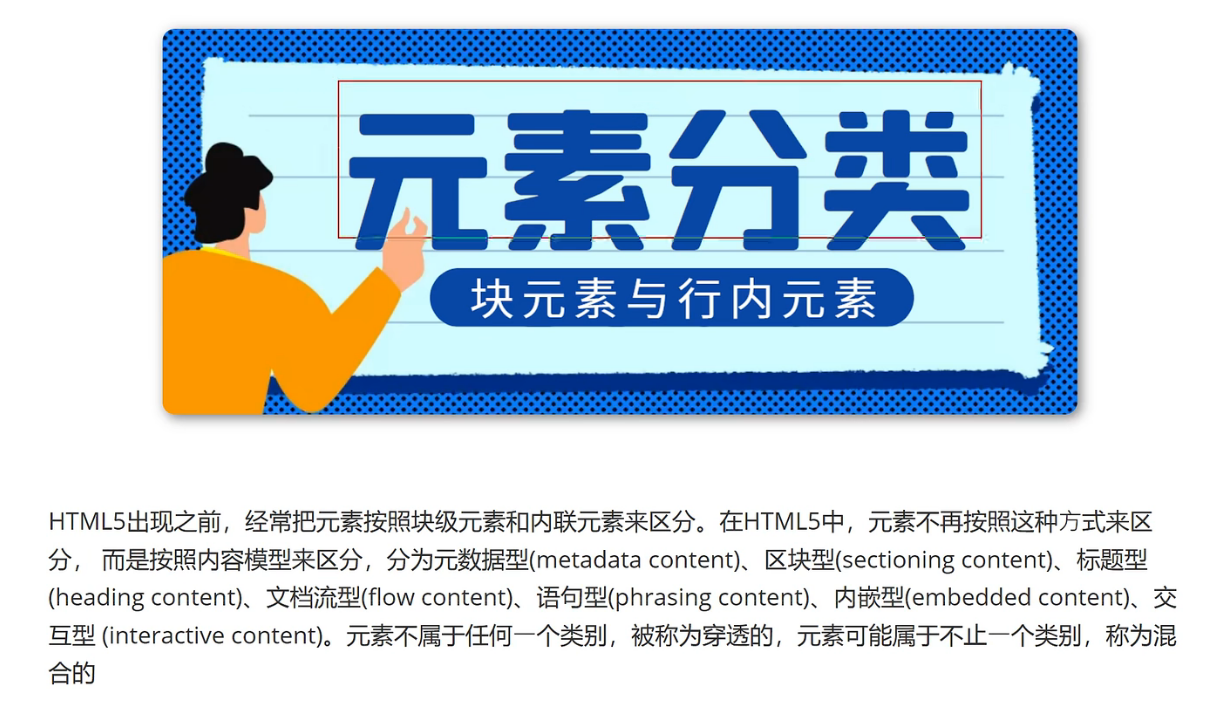 元素分类
块元素与行内元素
HTML5出现之前，经常把元素按照块级元素和内联元素来区分。在HTML5中，元素不再按照这种方式来区
分， 而是按照内容模型来区分，分为元数据型(metadata content)、区块型(sectioning content)、标题型
(heading content)、文档流型(flow content)、语句型(phrasing content)、内嵌型(embedded content)、交
互型 (interactive content)。元素不属于任何一个类别，被称为穿透的，元素可能属于不止一个类别，称为混
合的